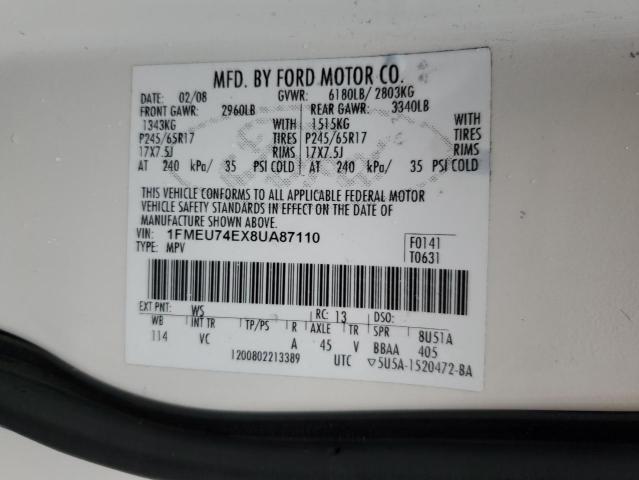 MFD. BY FORD MOTOR CO.
DATE: 02/08 GVWR: 6180LB/ 2803KG
FRONT GAWR: 2960LB REAR GAWR: 3340LB
1343KG WITH 1515KG WITH
P245/65R17 TIRES P245/65R17 TIRES
17X7.5J RIMS 17X7.5J RIMS
AT 240 kPa/ 35 PSI COLD AT 240 kPa/ 35 PSI COLD
THIS VEHICLE CONFORMS TO ALL APPLICABLE FEDERAL MOTOR
VEHICLE SAFETY STANDARDS IN EFFECT ON THE DATE OF
MANUFACTURE SHOWN ABOVE.
VIN: 1FMEU74EX8UA87110 F0141
TYPE: MPV T0631
EXT PNT: WS RC: 13 DSO:
WB INT TR TP/PS R AXLE TR SPR 8U51A
114 VC A 45 V BBAA 405
1200802213389 UTC ▽5U5A-1520472-BA